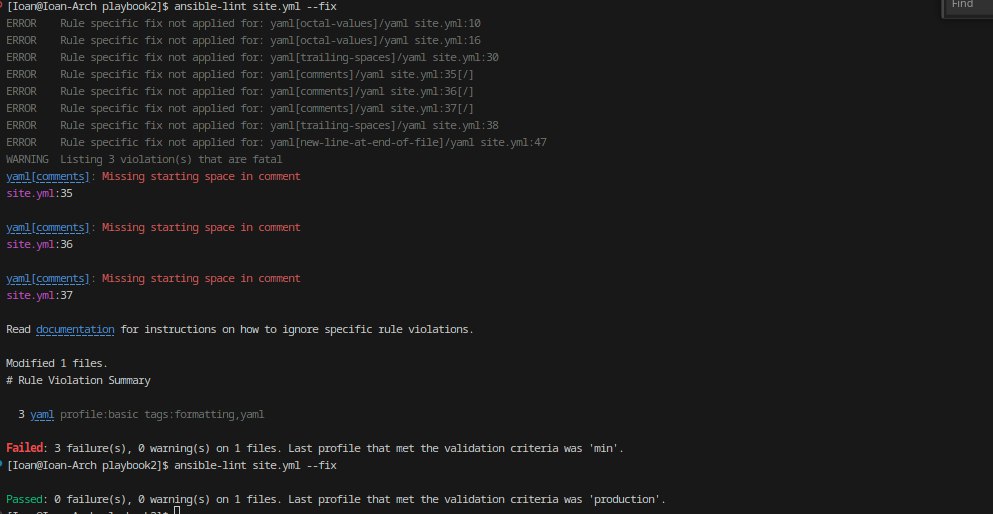 Find
[Ioan@Ioan-Arch playbook2]$ ansible-lint site.yml --fix
ERROR    Rule specific fix not applied for: yaml[octal-values]/yaml site.yml:10
ERROR    Rule specific fix not applied for: yaml[octal-values]/yaml site.yml:16
ERROR    Rule specific fix not applied for: yaml[trailing-spaces]/yaml site.yml:30
ERROR    Rule specific fix not applied for: yaml[comments]/yaml site.yml:35[/]
ERROR    Rule specific fix not applied for: yaml[comments]/yaml site.yml:36[/]
ERROR    Rule specific fix not applied for: yaml[comments]/yaml site.yml:37[/]
ERROR    Rule specific fix not applied for: yaml[trailing-spaces]/yaml site.yml:38
ERROR    Rule specific fix not applied for: yaml[new-line-at-end-of-file]/yaml site.yml:47
WARNING  Listing 3 violation(s) that are fatal
yaml[comments]: Missing starting space in comment
site.yml:35
yaml[comments]: Missing starting space in comment
site.yml:36
yaml[comments]: Missing starting space in comment
site.yml:37
Read documentation for instructions on how to ignore specific rule violations.
Modified 1 files.
# Rule Violation Summary
3 yaml profile:basic tags:formatting,yaml
Failed: 3 failure(s), 0 warning(s) on 1 files. Last profile that met the validation criteria was 'min'.
[Ioan@Ioan-Arch playbook2]$ ansible-lint site.yml --fix
Passed: 0 failure(s), 0 warning(s) on 1 files. Last profile that met the validation criteria was 'production'.